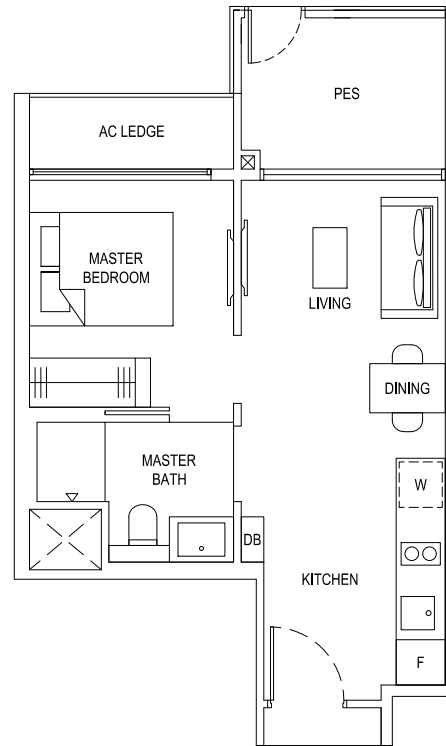 PES
AC LEDGE
MASTER
BEDROOM
LIVING
DINING
MASTER
BATH
W
DB
KITCHEN
F